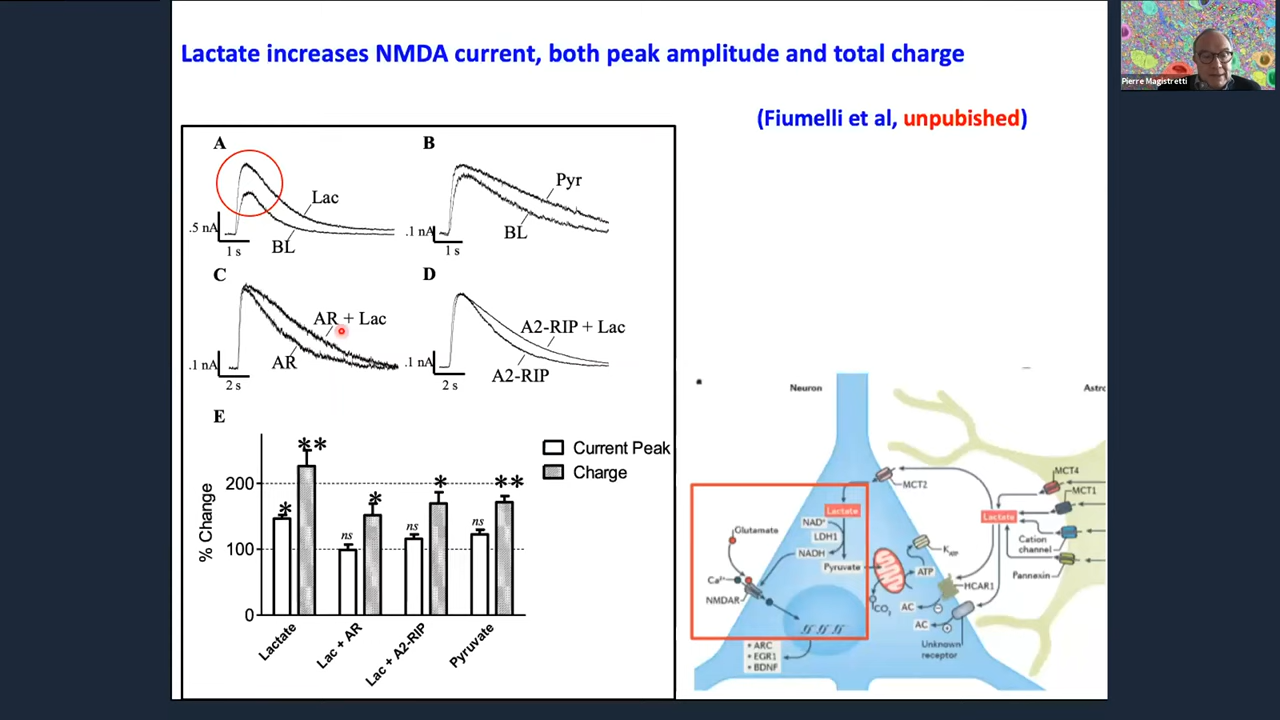 Lactate increases NMDA current, both peak amplitude and total charge
Pierre Magistretti
(Fiumelli et al, unpubished)
A
Lac
BL
.5 nA
1 s
B
Pyr
BL
.1 nA
1 s
C
AR + Lac
AR
.1 nA
2 s
D
A2-RIP + Lac
A2-RIP
.1 nA
2 s
E
% Change
200
100
0
**
*
ns
*
ns
*
ns
**
Current Peak
Charge
Lactate
Lac + AR
Lac + A2-RIP
Pyruvate
Neuron
Astro
MCT2
MCT4
MCT1
Lactate
Lactate
NAD+
LDH1
NADH
Pyruvate
Glutamate
Ca2+
NMDAR
ATP
KATP
CO2
AC
HCAR1
AC
Unknown
receptor
Cation
channel
Pannexin
• ARC
• EGR1
• BDNF